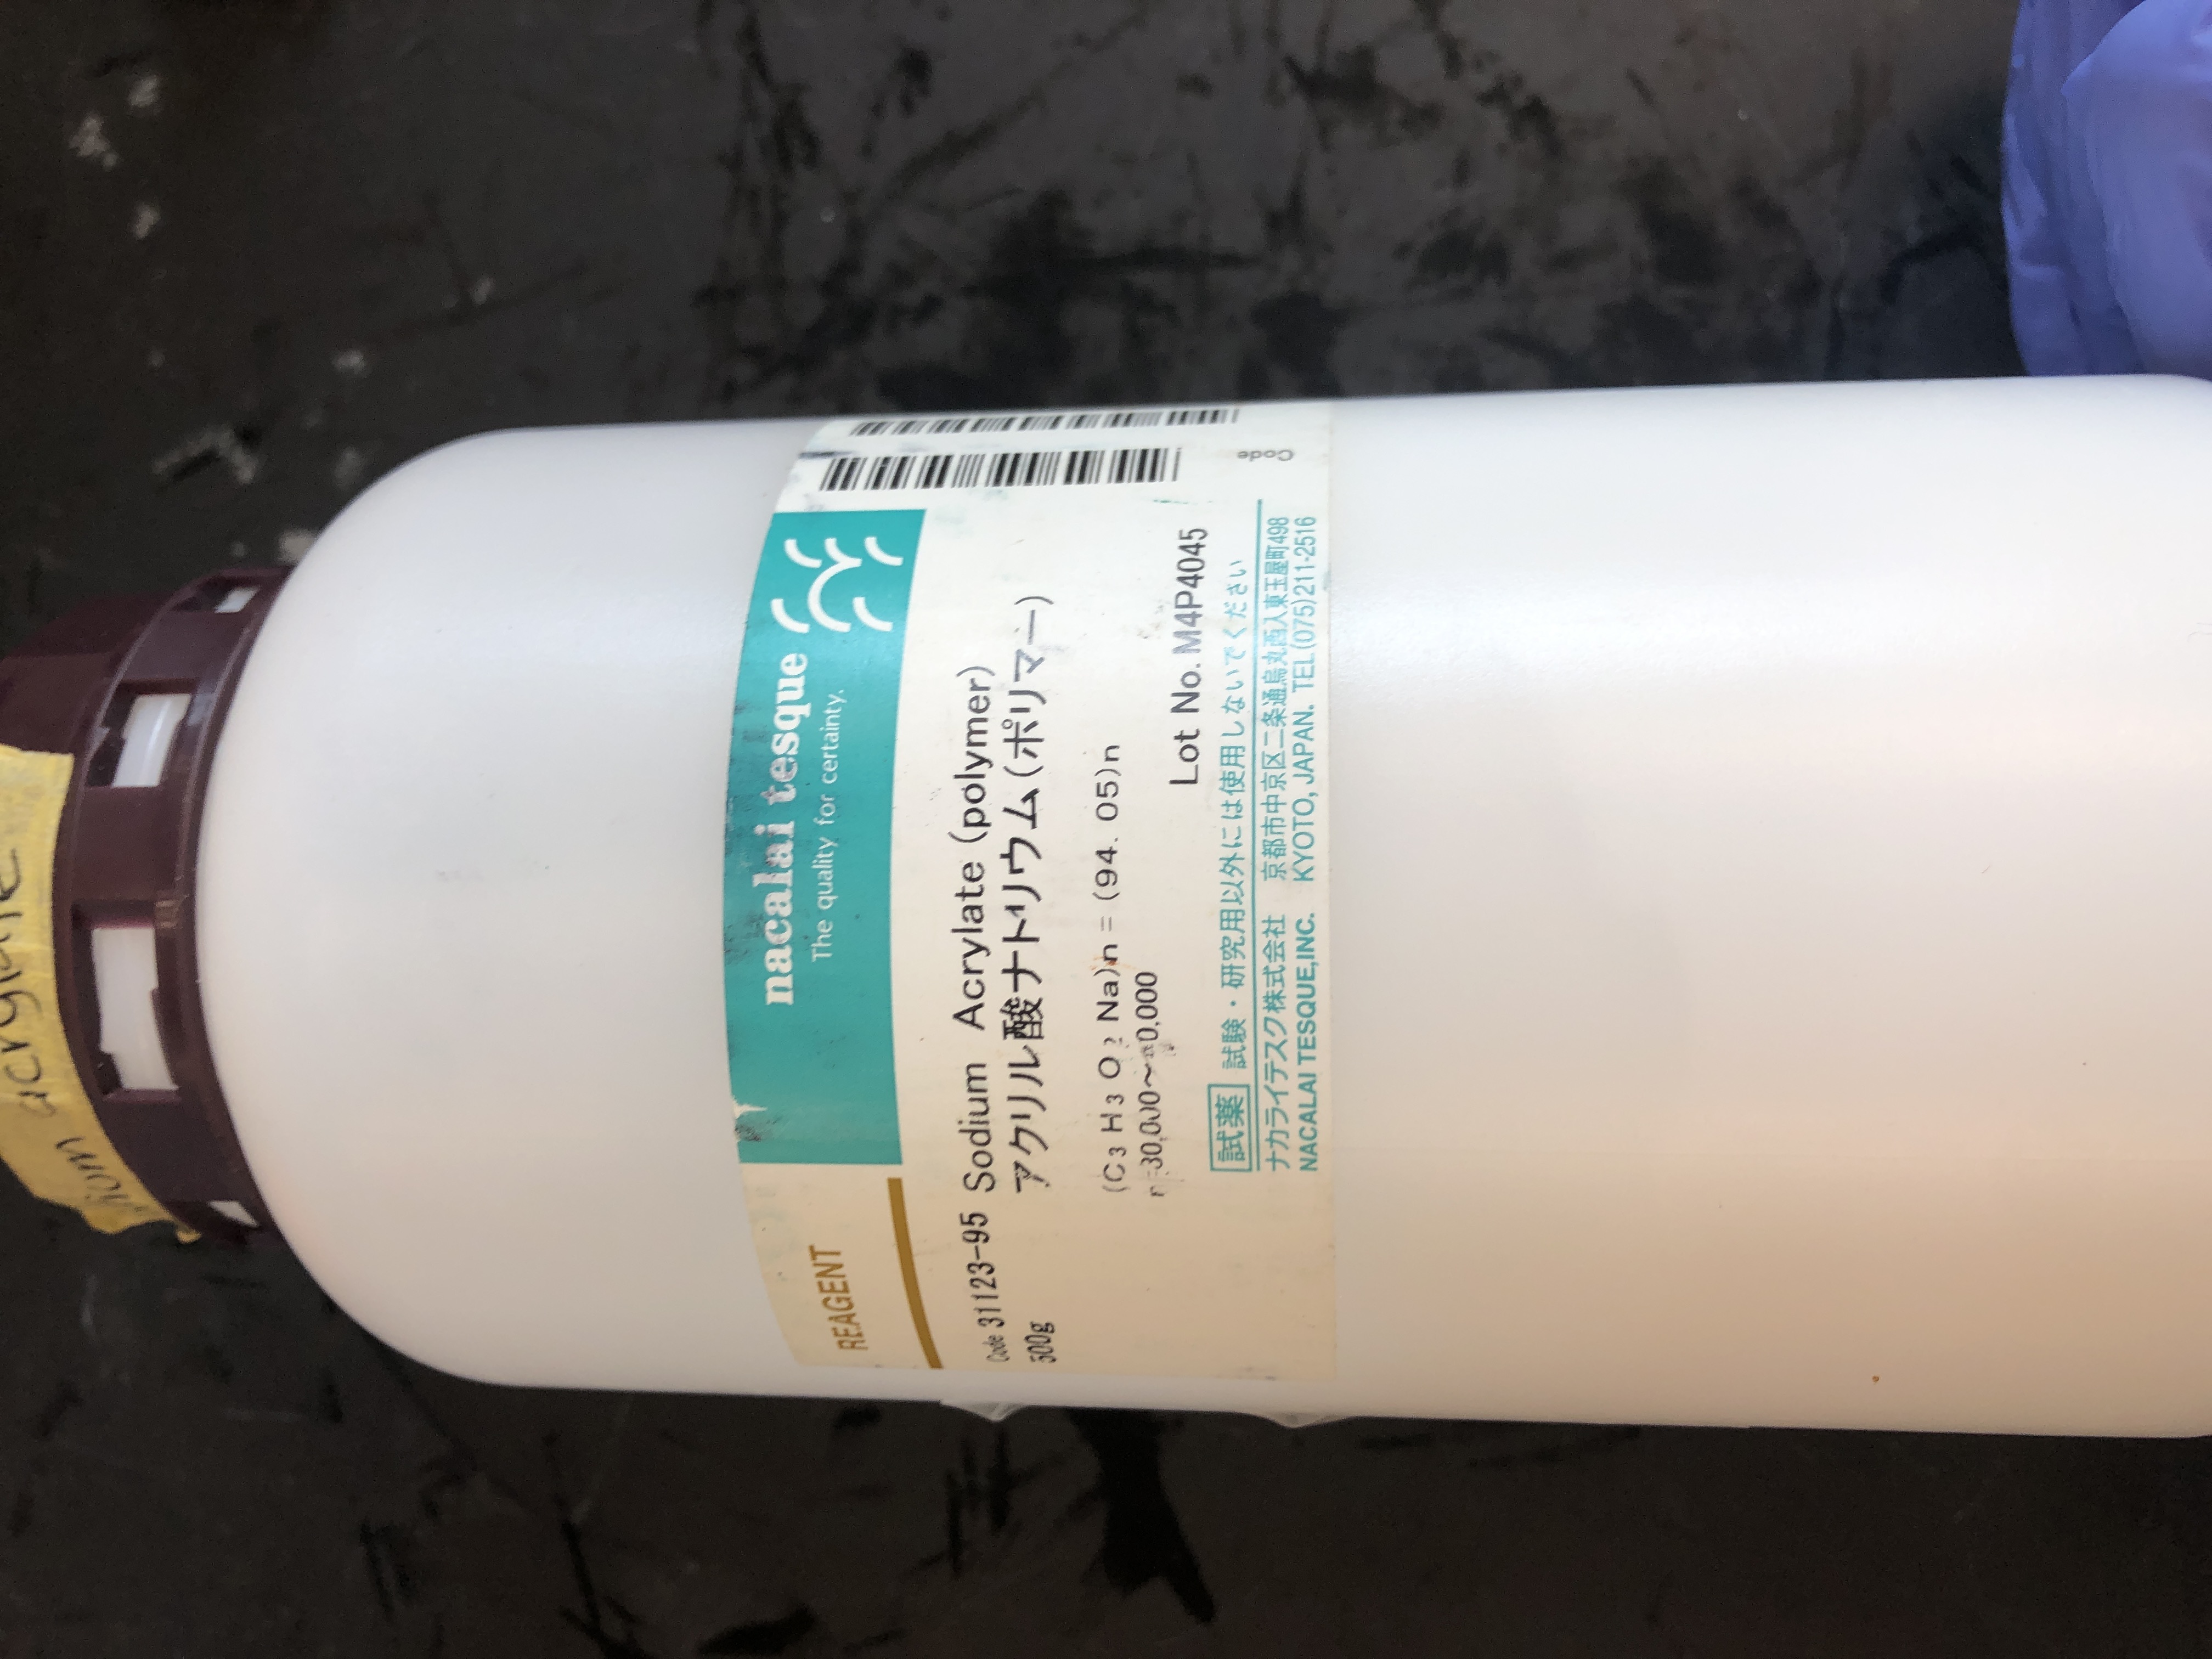 acrylate
nacalai tesque
The quality for certainty.
REAGENT
Code 31123-95 Sodium Acrylate (polymer)
500g アクリル酸ナトリウム(ポリマー)
(C3H3O2Na)n=(94.05)n
Lot No. M4P4045
試薬 試験・研究用以外には使用しないでください
ナカライテスク株式会社 京都市中京区二条通烏丸西入東玉屋町498
NACALAI TESQUE,INC. KYOTO, JAPAN. TEL(075)211-2516
Code